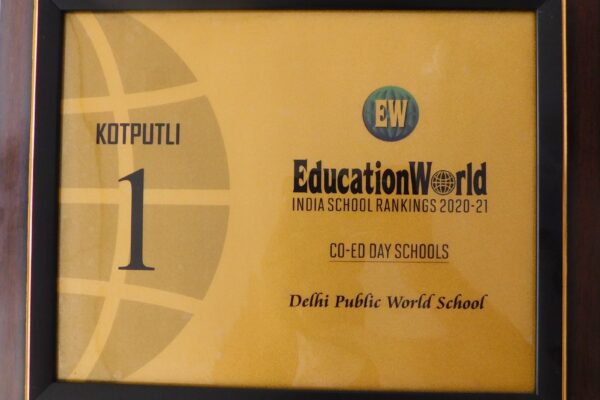 KOTPUTLI
1
EW
EducationWorld
INDIA SCHOOL RANKINGS 2020-21
CO-ED DAY SCHOOLS
Delhi Public World School